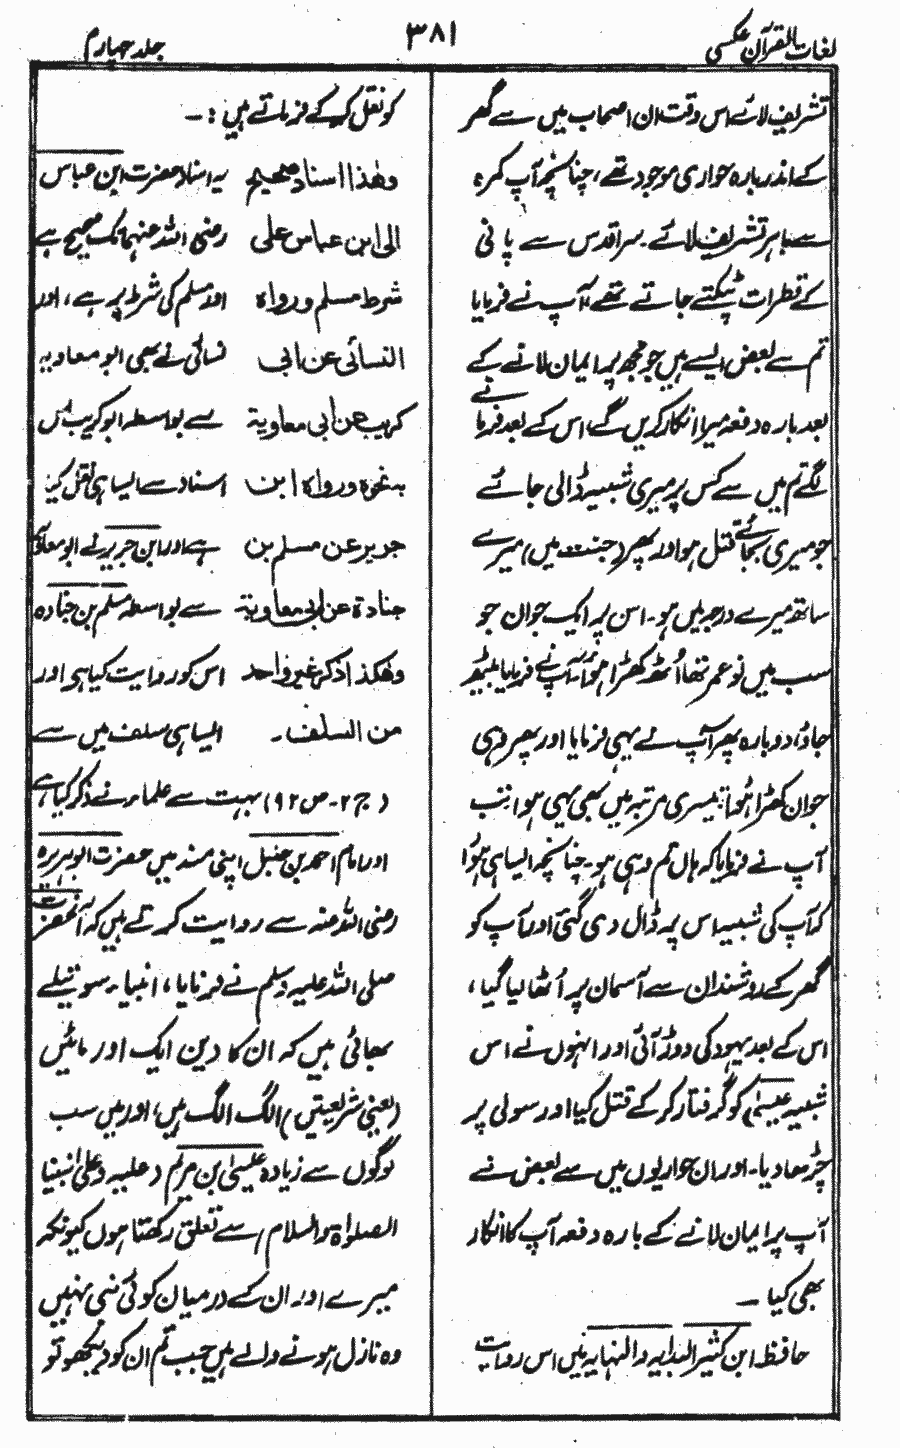 لغات القرآن عکسی
۳۸۱
جلد چہارم
تشریف لائے اس وقت ان اصحاب میں سے گھر
کے اندر بارہ حواری موجود تھے، چنانچہ آپ کمرہ
سے باہر تشریف لائے۔ سر اقدس سے پانی
کے قطرات ٹپکتے جاتے تھے، آپ نے فرمایا
تم سے بعض ایسے ہیں جو مجھ پر ایمان لانے کے
بعد بارہ دفعہ میرا انکار کریں گے، اس کے بعد فرمایا
لگے تم میں سے کس پر میری شبیہ ڈالی جائے
جو میری بجائے قتل ہو اور پھر (جنت میں) میرے
ساتھ میرے درجہ میں ہو۔ اس پر ایک جوان جو
سب میں نو عمر تھا اُٹھ کھڑا ہوا، آپ نے فرمایا بیٹھ
جاؤ، دوبارہ پھر آپ نے یہی فرمایا اور پھر وہی
جوان کھڑا ہوا تیسری مرتبہ میں بھی یہی ہوا تب
آپ نے فرمایا کہ ہاں تم وہی ہو۔ چنانچہ ایسا ہی ہوا
کہ آپ کی شبیہ اس پر ڈال دی گئی اور آپ کو
گھر کے روشندان سے آسمان پر اُٹھا لیا گیا،
اس کے بعد یہود کی دوڑ آئی اور انہوں نے اس
شبیہ عیسیٰؑ کو گرفتار کر کے قتل کیا اور سولی پر
چڑھا دیا۔ اور ان حواریوں میں سے بعض نے
آپ پر ایمان لانے کے بارہ دفعہ آپ کا انکار
بھی کیا۔
حافظ ابن کثیر البدایہ والنہایہ میں اس روایت
کو نقل کر کے فرماتے ہیں :۔
وهذا اسناد صحیح یہ اسناد حضرت ابن عباس
الی ابن عباس علی رضی اللہ عنہما تک صحیح ہے
شرط مسلم ورواہ اور مسلم کی شرط پر ہے، اور
النسائی عن ابی نسائی نے بھی ابو معاویہ
کریب عن ابی معاویة سے بواسطہ ابو کریب اس
بنحوہ ورواہ ابن اسناد سے ایسا ہی نقل کیا
جریر عن مسلم بن ہے اور ابن جریر نے ابو معاویہ
جنادة عن ابی معاویة سے بواسطہ مسلم بن جنادہ
وهکذا ذکر غیر واحد اس کو روایت کیا ہے اور
من السلف۔ ایسا ہی سلف میں سے
(ج ۲۔ ص ۹۲) بہت سے علماء نے ذکر کیا ہے
اور امام احمد بن حنبل اپنی مسند میں حضرت ابوہریرہ
رضی اللہ عنہ سے روایت کرتے ہیں کہ آنحضرت
صلی اللہ علیہ وسلم نے فرمایا، انبیاء سوتیلے
بھائی ہیں کہ ان کا دین ایک اور مائیں
(یعنی شریعتیں) الگ الگ ہیں، اور میں سب
لوگوں سے زیادہ عیسیٰ بن مریم (علیہ وعلیٰ نبینا
الصلوٰۃ والسلام) سے تعلق رکھتا ہوں کیونکہ
میرے اور ان کے درمیان کوئی نبی نہیں
وہ نازل ہونے والے ہیں جب تم ان کو دیکھو تو